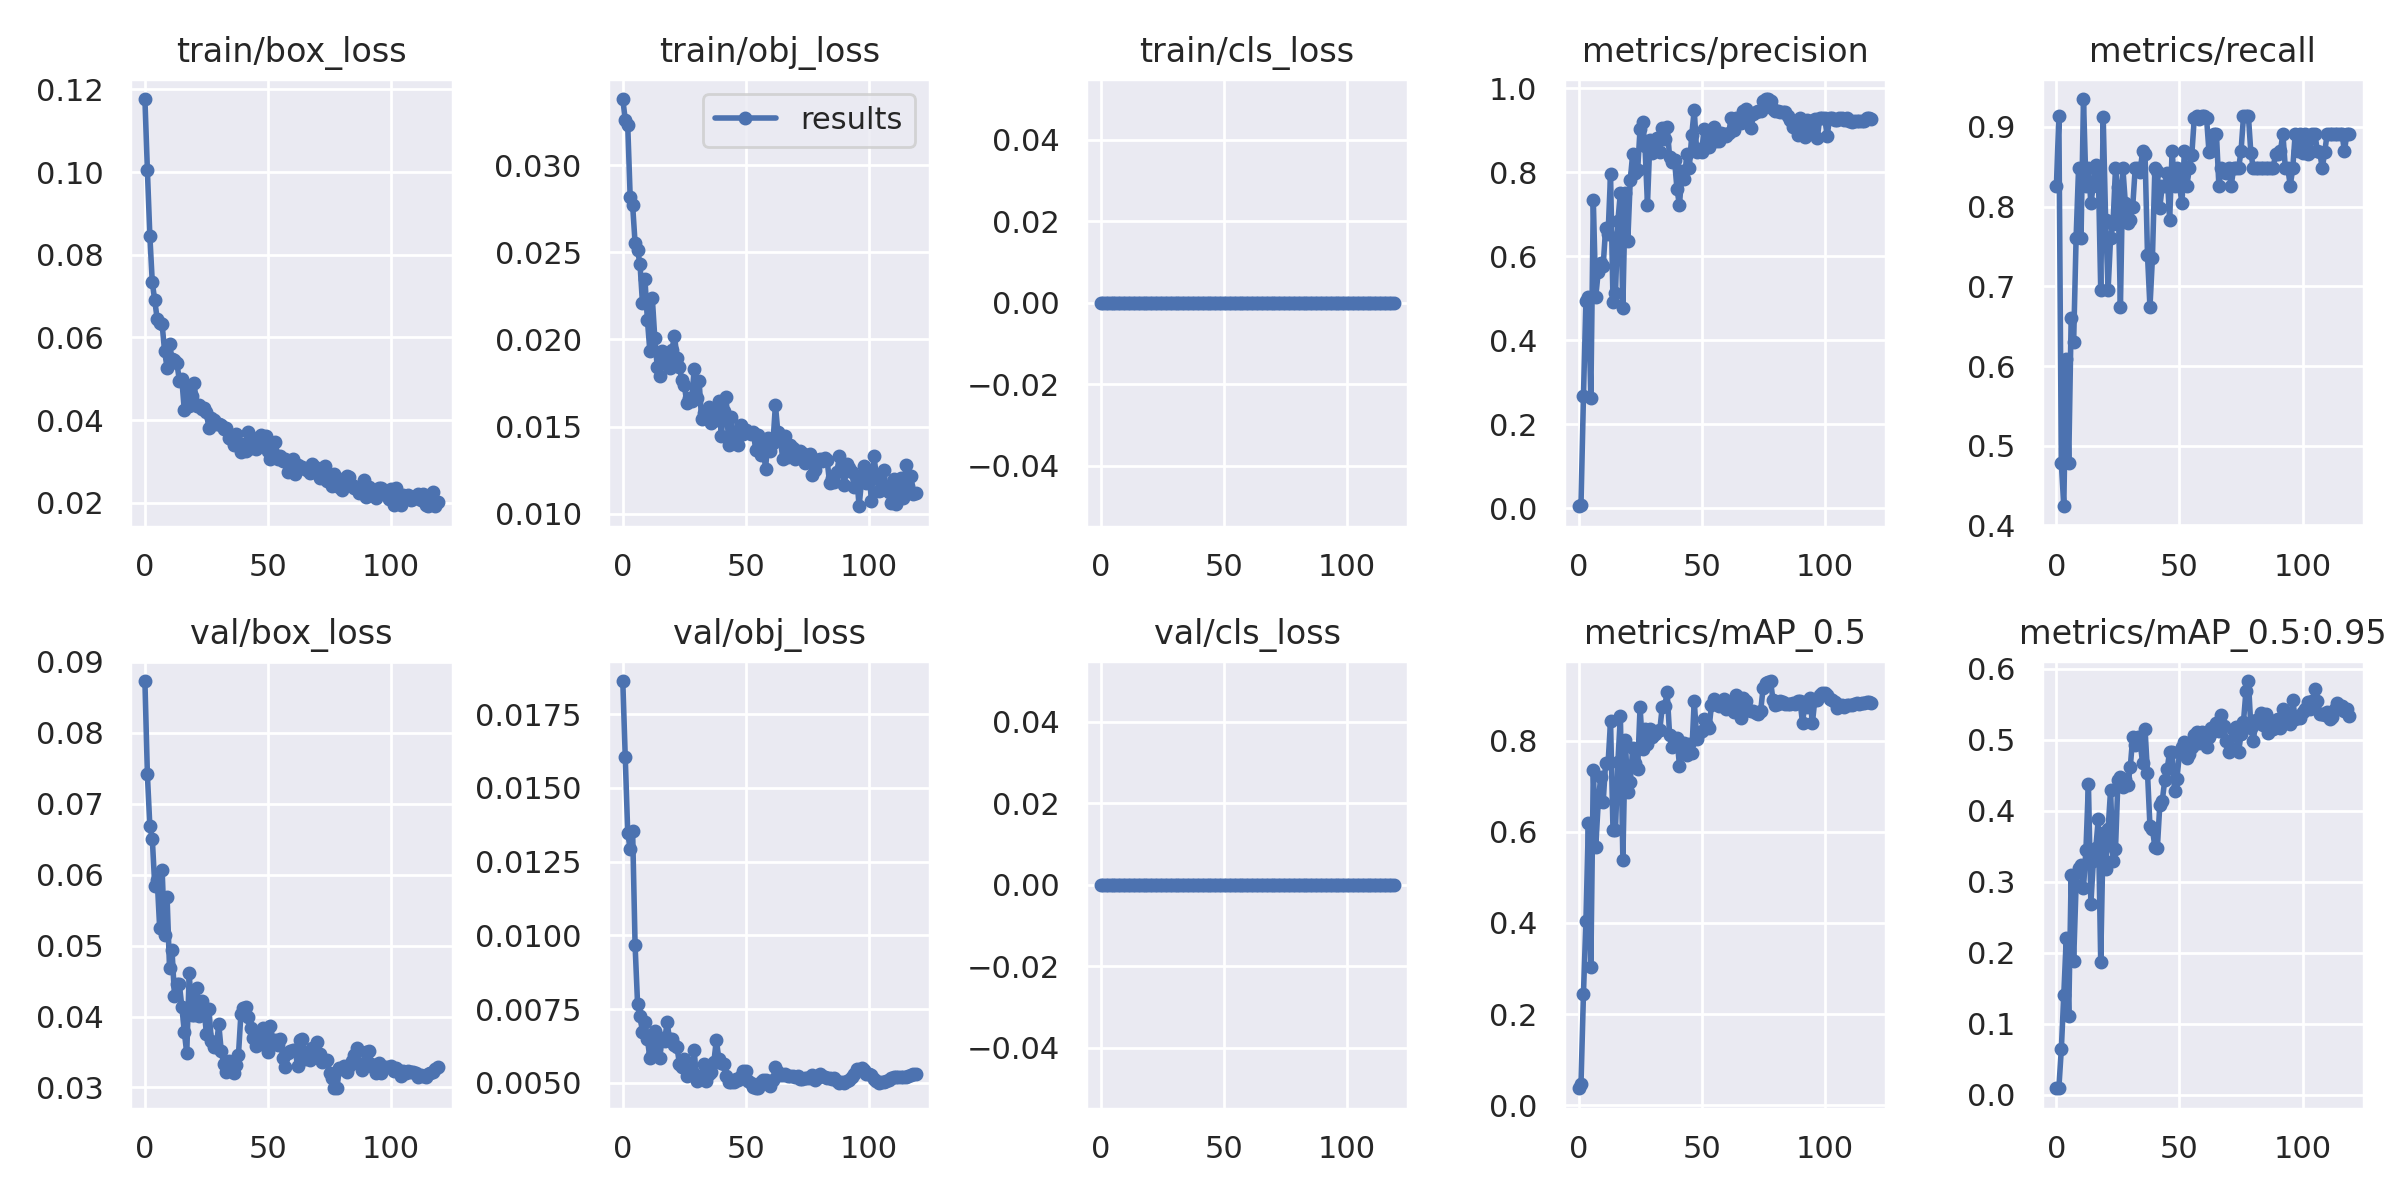 train/box_loss
0.12
0.10
0.08
0.06
0.04
0.02
0 50 100
train/obj_loss
results
0.030
0.025
0.020
0.015
0.010
0 50 100
train/cls_loss
0.04
0.02
0.00
−0.02
−0.04
0 50 100
metrics/precision
1.0
0.8
0.6
0.4
0.2
0.0
0 50 100
metrics/recall
0.9
0.8
0.7
0.6
0.5
0.4
0 50 100
val/box_loss
0.09
0.08
0.07
0.06
0.05
0.04
0.03
0 50 100
val/obj_loss
0.0175
0.0150
0.0125
0.0100
0.0075
0.0050
0 50 100
val/cls_loss
0.04
0.02
0.00
−0.02
−0.04
0 50 100
metrics/mAP_0.5
0.8
0.6
0.4
0.2
0.0
0 50 100
metrics/mAP_0.5:0.95
0.6
0.5
0.4
0.3
0.2
0.1
0.0
0 50 100